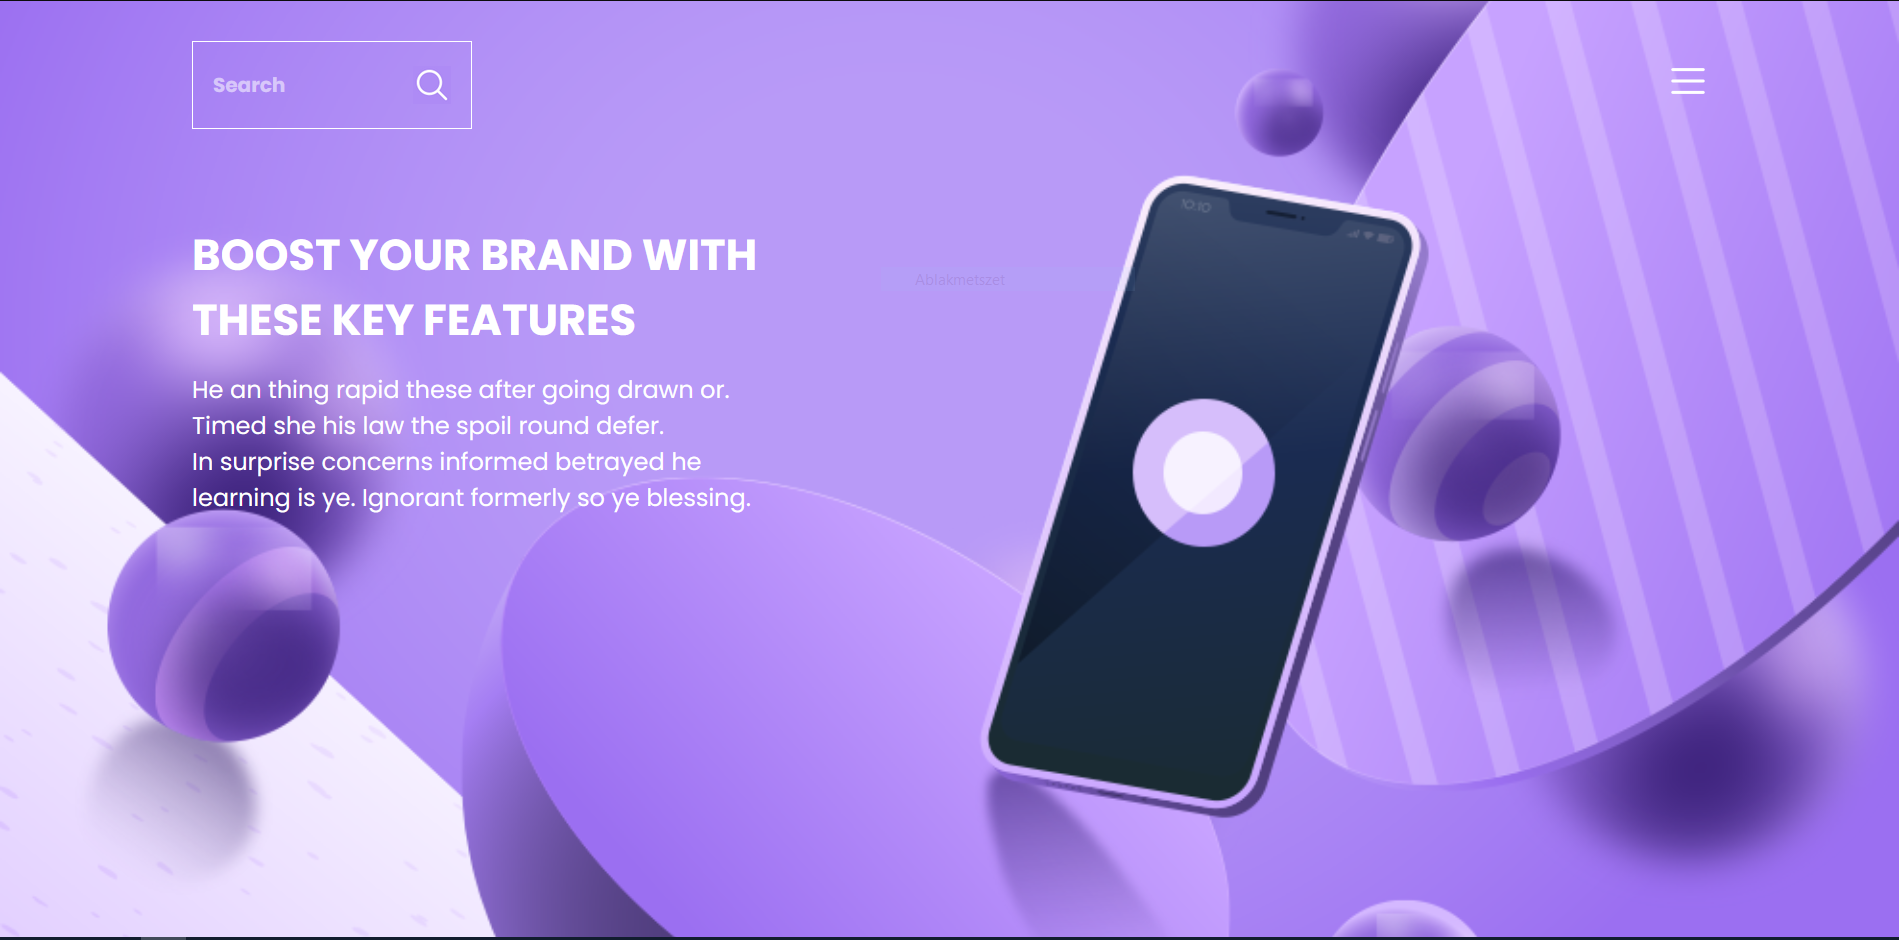 Search
BOOST YOUR BRAND WITH
THESE KEY FEATURES
Ablakmetszet
He an thing rapid these after going drawn or.
Timed she his law the spoil round defer.
In surprise concerns informed betrayed he
learning is ye. Ignorant formerly so ye blessing.
10:10